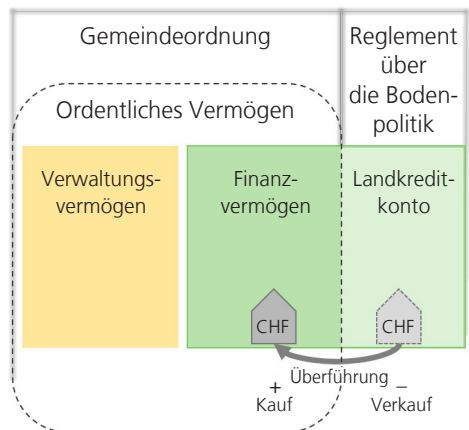 Gemeindeordnung
Reglement
über
die Boden-
politik
Ordentliches Vermögen
Verwaltungs-
vermögen
Finanz-
vermögen
Landkredit-
konto
CHF
CHF
Überführung
+
Kauf
–
Verkauf